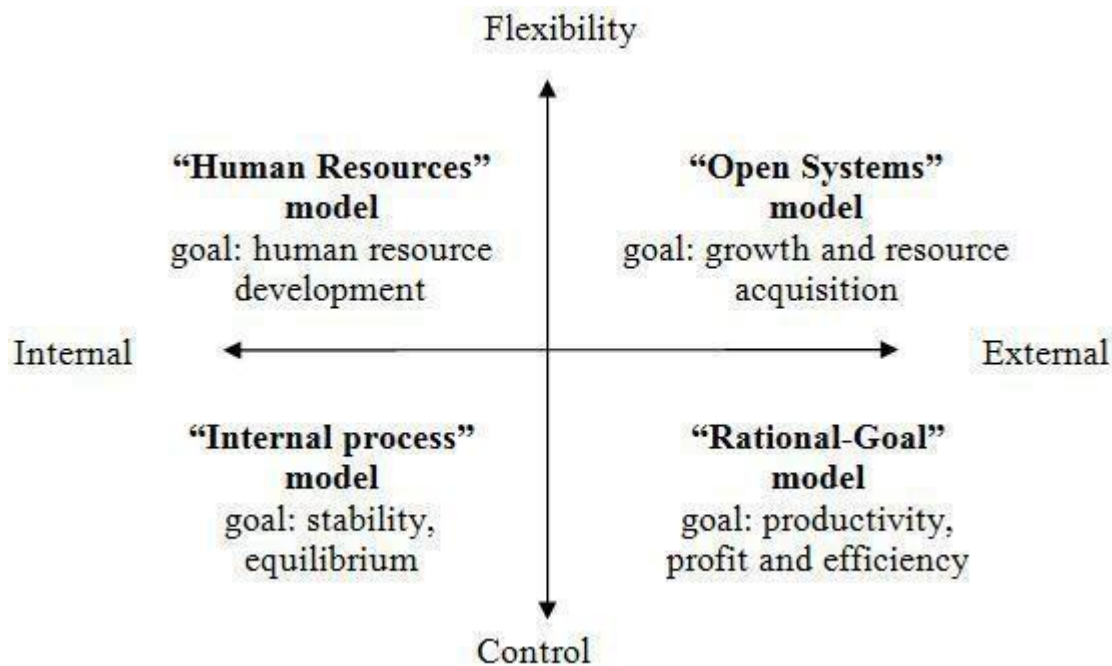 Flexibility
“Human Resources”
model
goal: human resource
development
“Open Systems”
model
goal: growth and resource
acquisition
Internal
External
“Internal process”
model
goal: stability,
equilibrium
“Rational-Goal”
model
goal: productivity,
profit and efficiency
Control